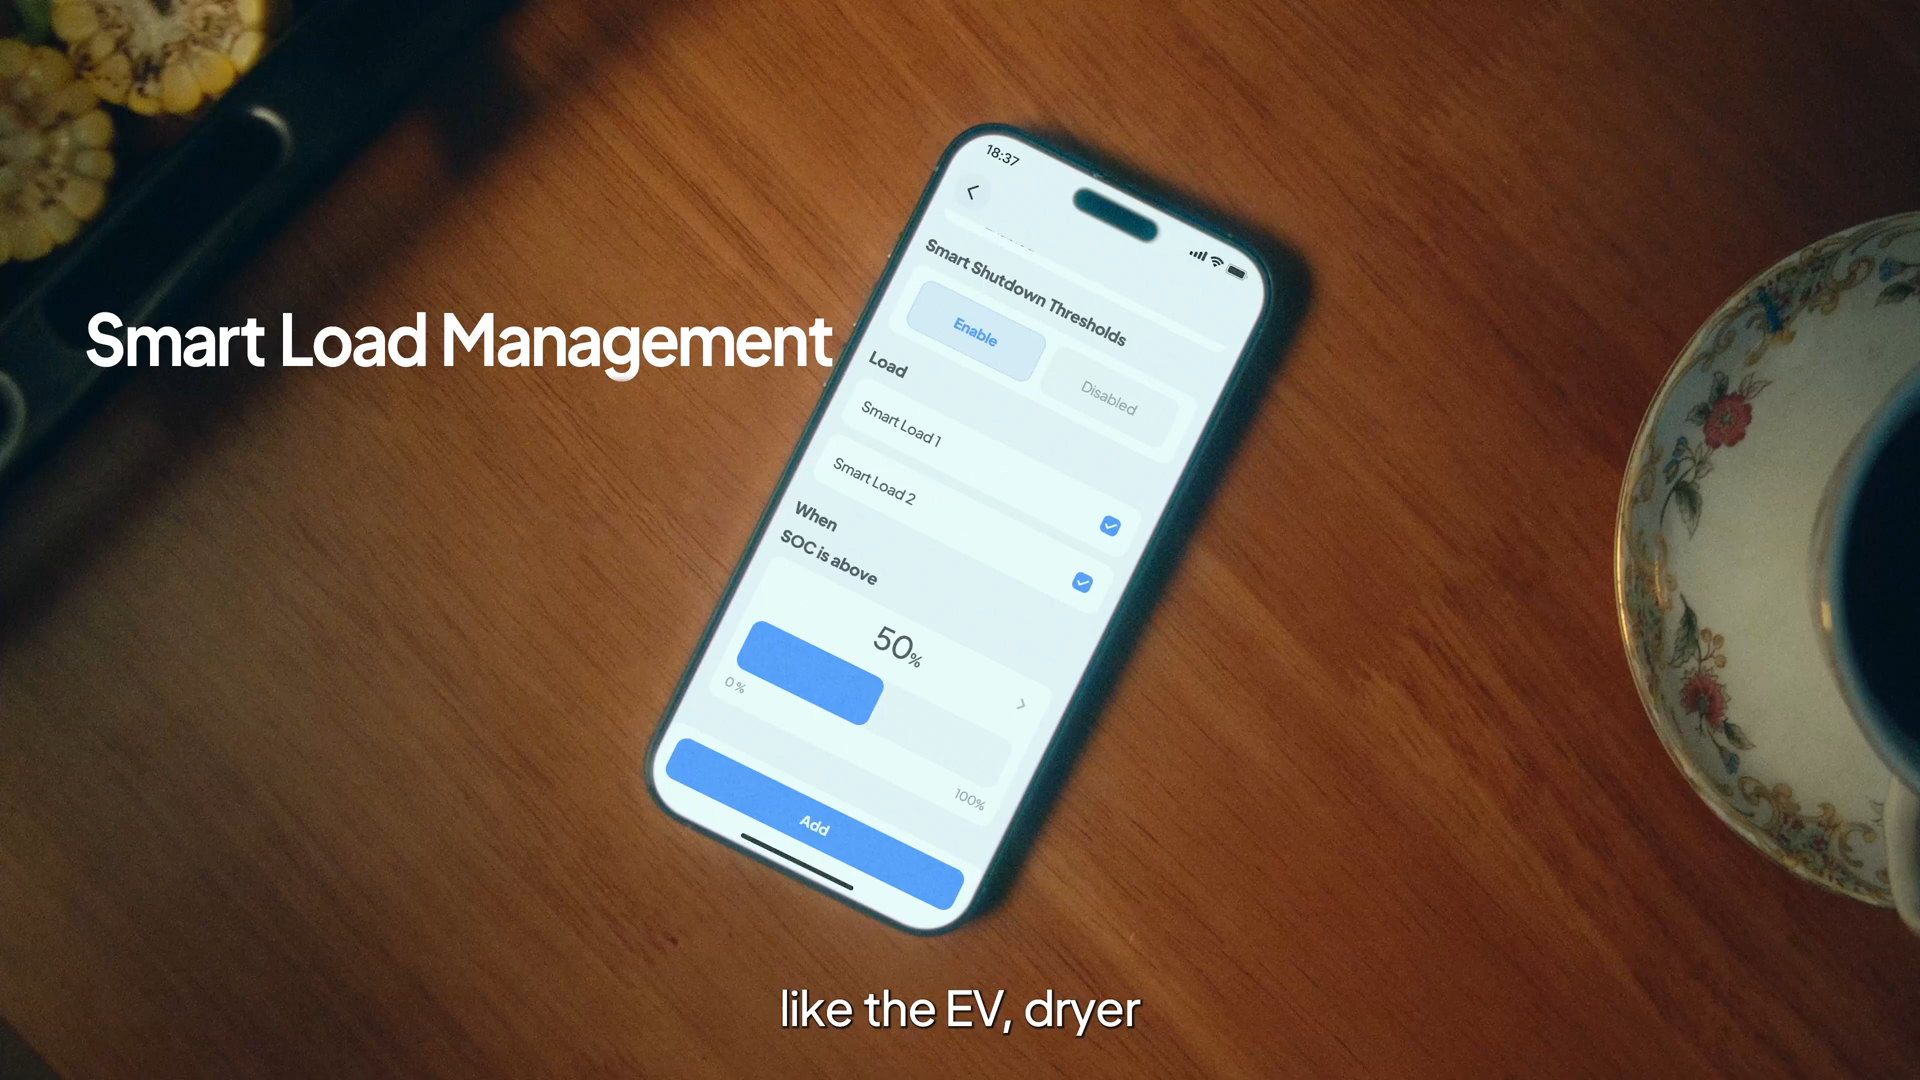 Smart Load Management
18:37
Smart Shutdown Thresholds
Enable
Disabled
Load
Smart Load 1
Smart Load 2
When
SOC is above
50%
0%
100%
Add
like the EV, dryer